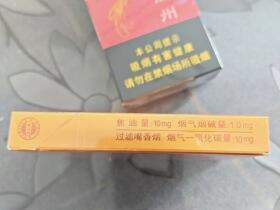 州
本公司提示
吸烟有害健康
请勿在禁烟场所吸烟
焦油量:10mg 烟气烟碱量:1.0mg
过滤嘴香烟 烟气一氧化碳量:10mg